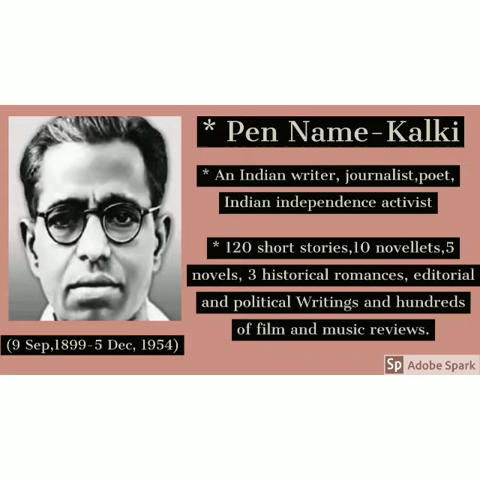 * Pen Name-Kalki
* An Indian writer, journalist,poet,
Indian independence activist
* 120 short stories,10 novellets,5
novels, 3 historical romances, editorial
and political Writings and hundreds
of film and music reviews.
(9 Sep,1899-5 Dec, 1954)
Sp Adobe Spark